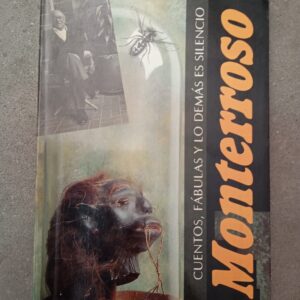 CUENTOS, FÁBULAS Y LO DEMÁS ES SILENCIO
Monterroso